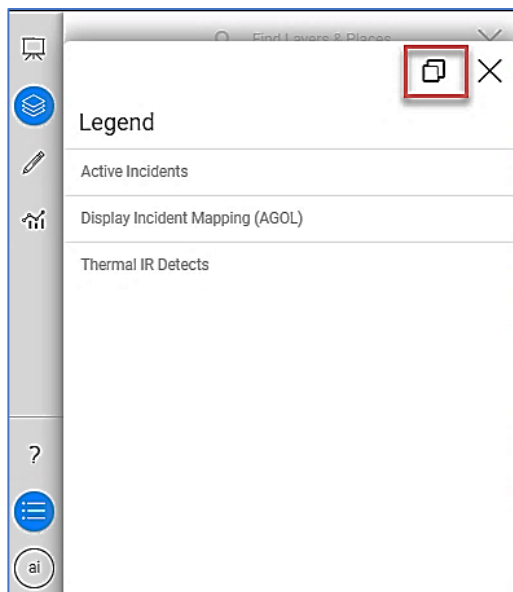 Find Layers & Places
Legend
Active Incidents
Display Incident Mapping (AGOL)
Thermal IR Detects
?
ai